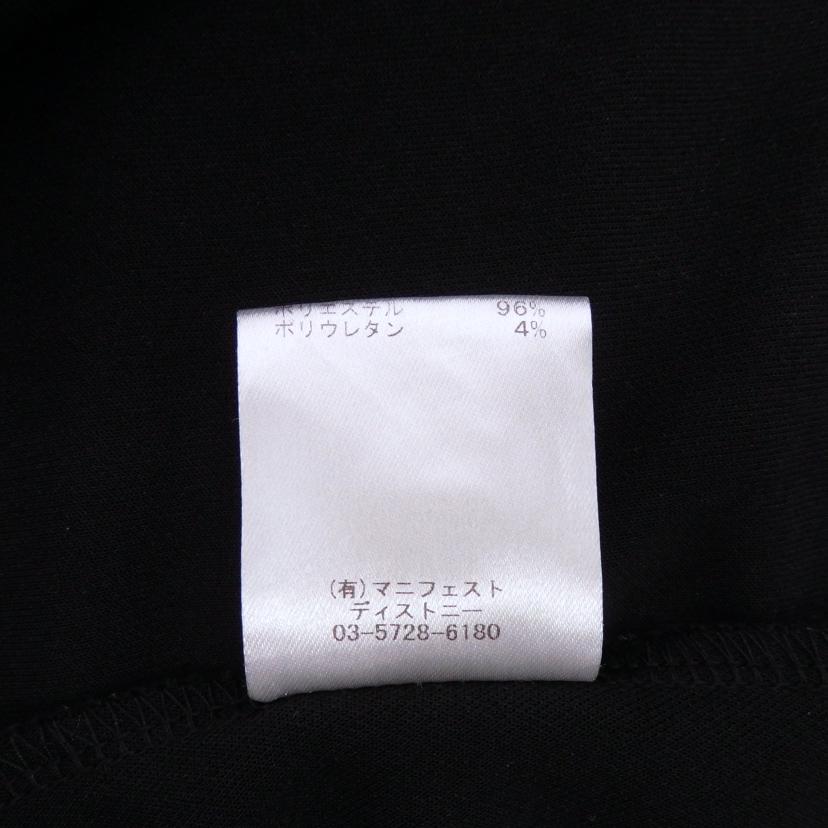 ポリエステル 96%
ポリウレタン 4%
(有)マニフェスト
ディストニー
03-5728-6180